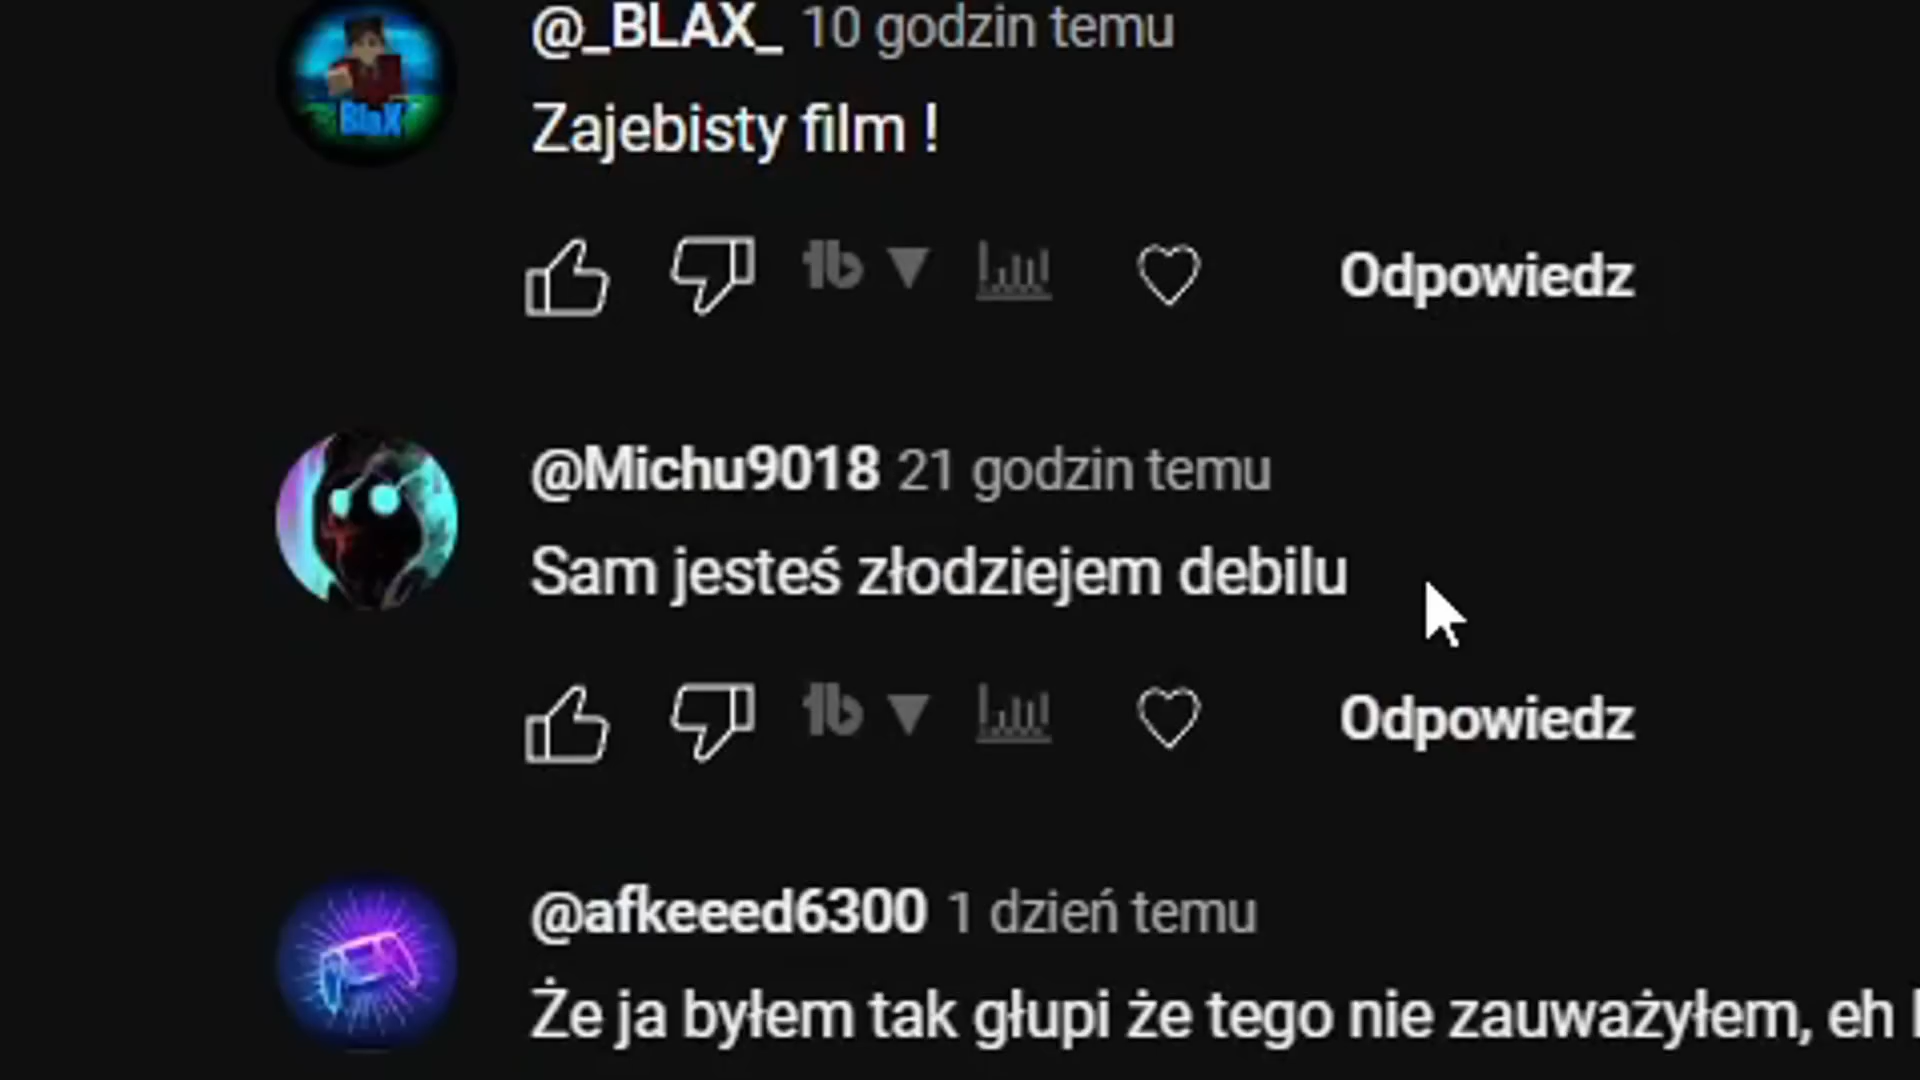 @_BLAX_ 10 godzin temu
BlaX
Zajebisty film !
Odpowiedz
@Michu9018 21 godzin temu
Sam jesteś złodziejem debilu
Odpowiedz
@afkeeed6300 1 dzień temu
Że ja byłem tak głupi że tego nie zauważyłem, eh